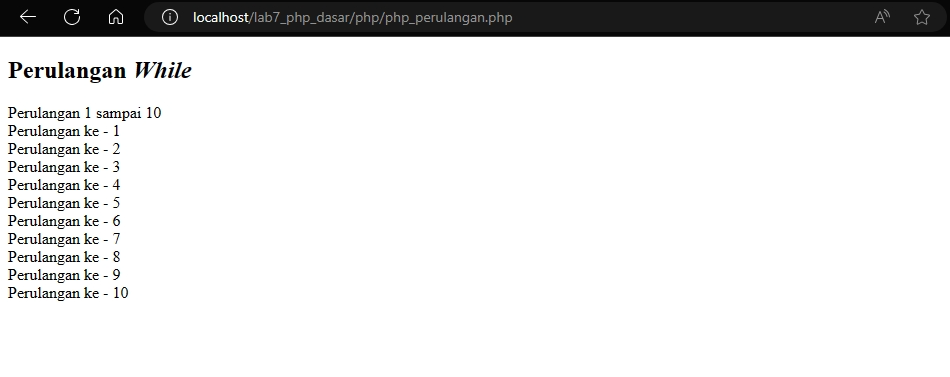 localhost/lab7_php_dasar/php/php_perulangan.php
Perulangan While
Perulangan 1 sampai 10
Perulangan ke - 1
Perulangan ke - 2
Perulangan ke - 3
Perulangan ke - 4
Perulangan ke - 5
Perulangan ke - 6
Perulangan ke - 7
Perulangan ke - 8
Perulangan ke - 9
Perulangan ke - 10